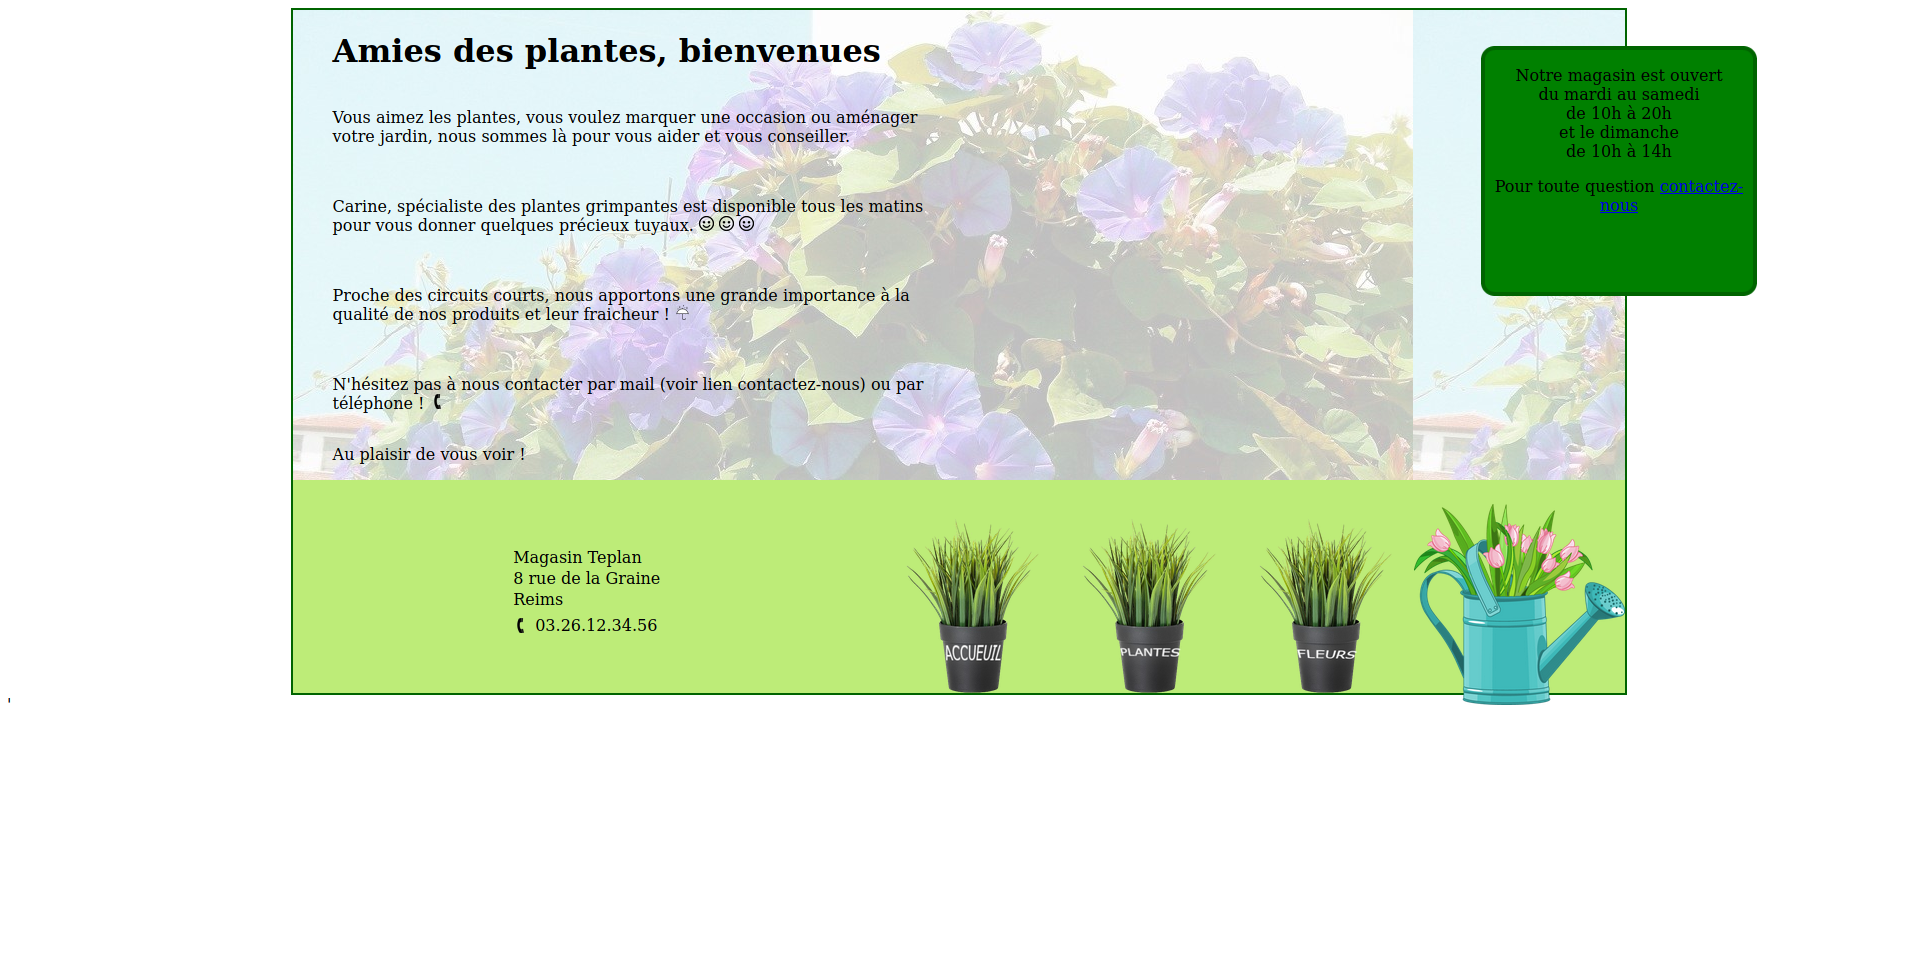 Amies des plantes, bienvenues
Vous aimez les plantes, vous voulez marquer une occasion ou aménager
votre jardin, nous sommes là pour vous aider et vous conseiller.
Carine, spécialiste des plantes grimpantes est disponible tous les matins
pour vous donner quelques précieux tuyaux. ☺☺☺
Proche des circuits courts, nous apportons une grande importance à la
qualité de nos produits et leur fraicheur ! ☂
N'hésitez pas à nous contacter par mail (voir lien contactez-nous) ou par
téléphone !
Au plaisir de vous voir !
Notre magasin est ouvert
du mardi au samedi
de 10h à 20h
et le dimanche
de 10h à 14h
Pour toute question contactez-
nous
Magasin Teplan
8 rue de la Graine
Reims
03.26.12.34.56
ACCUEUIL
PLANTES
FLEURS
'